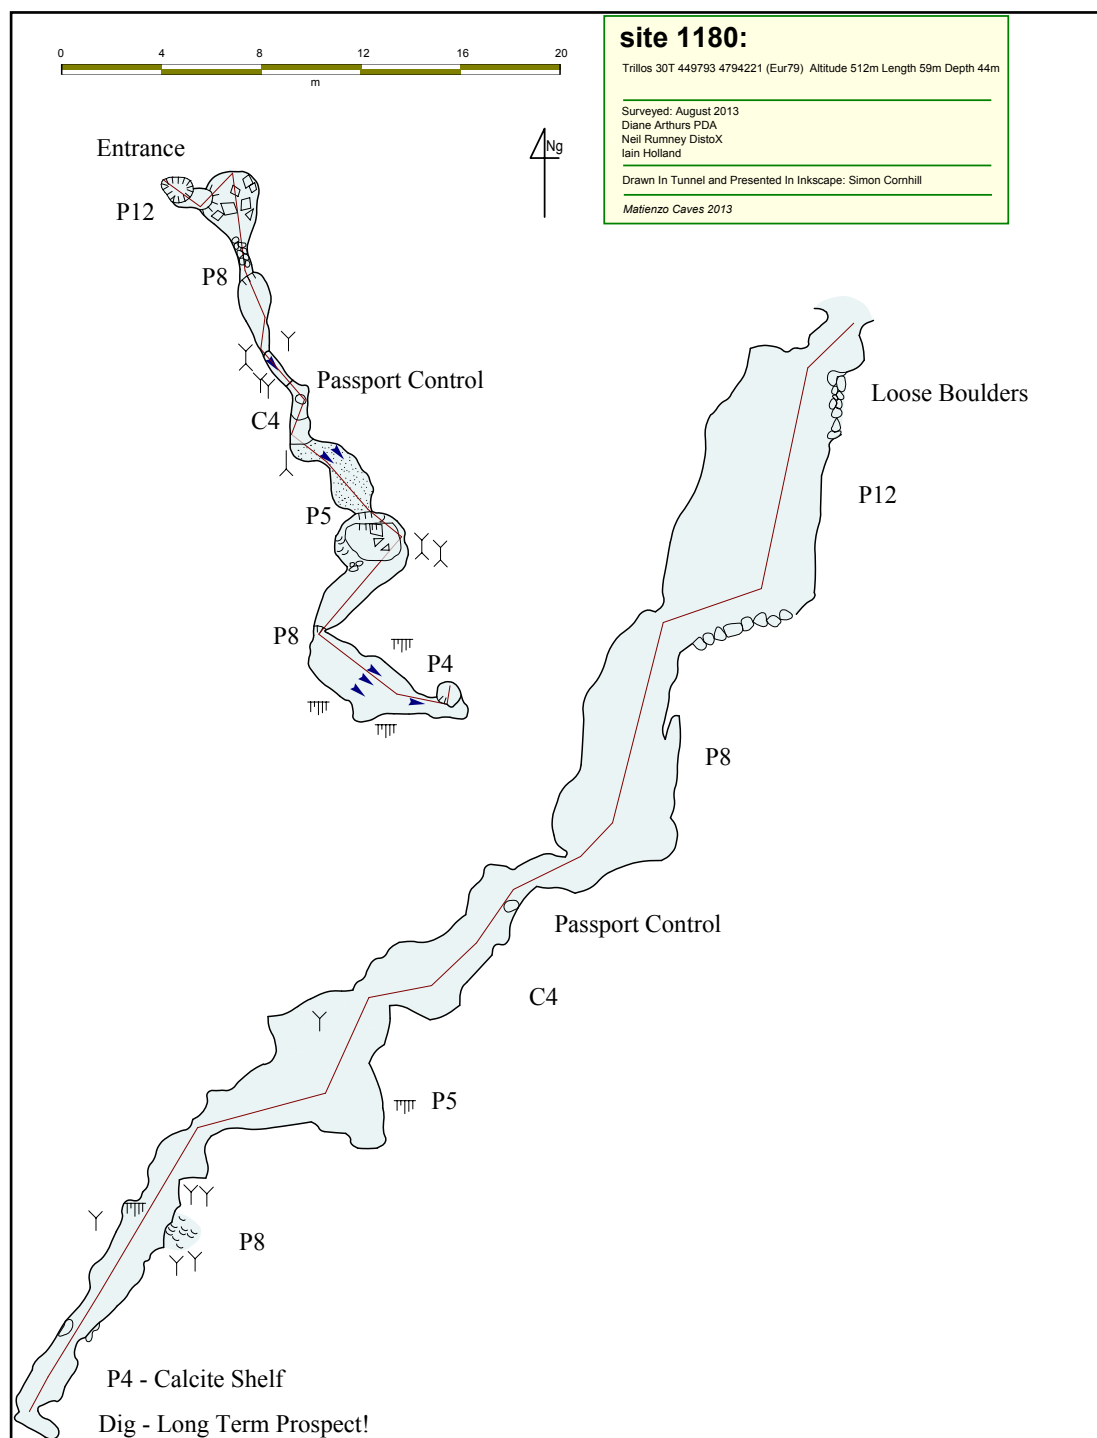 0 4 8 12 16 20
m
site 1180:
Trillos 30T 449793 4794221 (Eur79) Altitude 512m Length 59m Depth 44m
Surveyed: August 2013
Diane Arthurs PDA
Neil Rumney DistoX
Iain Holland
Drawn In Tunnel and Presented In Inkscape: Simon Cornhill
Matienzo Caves 2013
Ng
Entrance
P12
P8
Passport Control
C4
P5
P8
P4
Loose Boulders
P12
P8
Passport Control
C4
P5
P8
P4 - Calcite Shelf
Dig - Long Term Prospect!